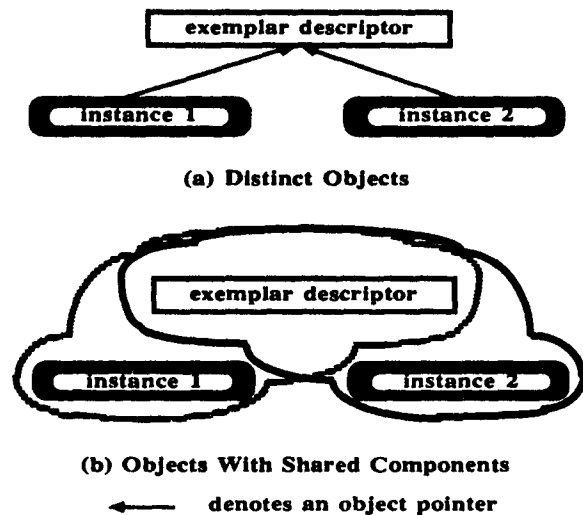 exemplar descriptor
instance 1
instance 2
(a) Distinct Objects
exemplar descriptor
instance 1
instance 2
(b) Objects With Shared Components
denotes an object pointer